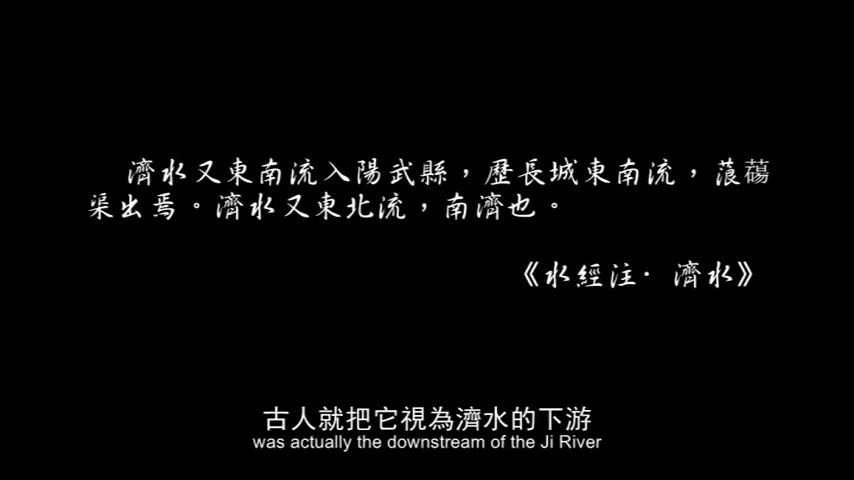 濟水又東南流入陽武縣，歷長城東南流，蒗蕩
渠出焉。濟水又東北流，南濟也。
《水經注·濟水》
古人就把它視為濟水的下游
was actually the downstream of the Ji River